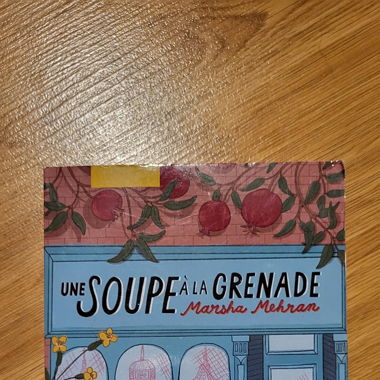 UNE SOUPE À LA GRENADE
Marsha Mehran